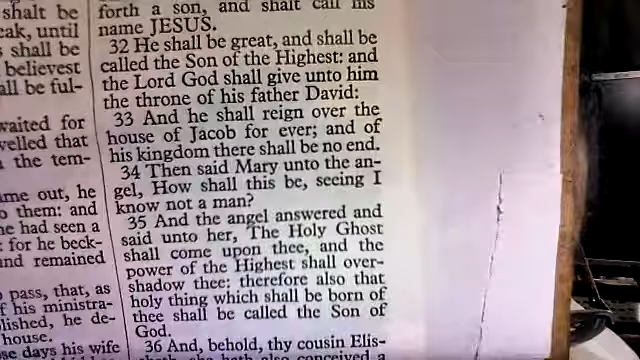 shalt be
eak, until
s shall be
believest
all be ful-
waited for
velled that
the tem-
ame out, he
o them: and
he had seen a
for he beck-
and remained
pass, that, as
f his ministra-
lished, he de-
house.
se days his wife
forth a son, and shalt call his
name JESUS.
32 He shall be great, and shall be
called the Son of the Highest: and
the Lord God shall give unto him
the throne of his father David:
33 And he shall reign over the
house of Jacob for ever; and of
his kingdom there shall be no end.
34 Then said Mary unto the an-
gel, How shall this be, seeing I
know not a man?
35 And the angel answered and
said unto her, The Holy Ghost
shall come upon thee, and the
power of the Highest shall over-
shadow thee: therefore also that
holy thing which shall be born of
thee shall be called the Son of
God.
36 And, behold, thy cousin Elis-
she hath also conceived a